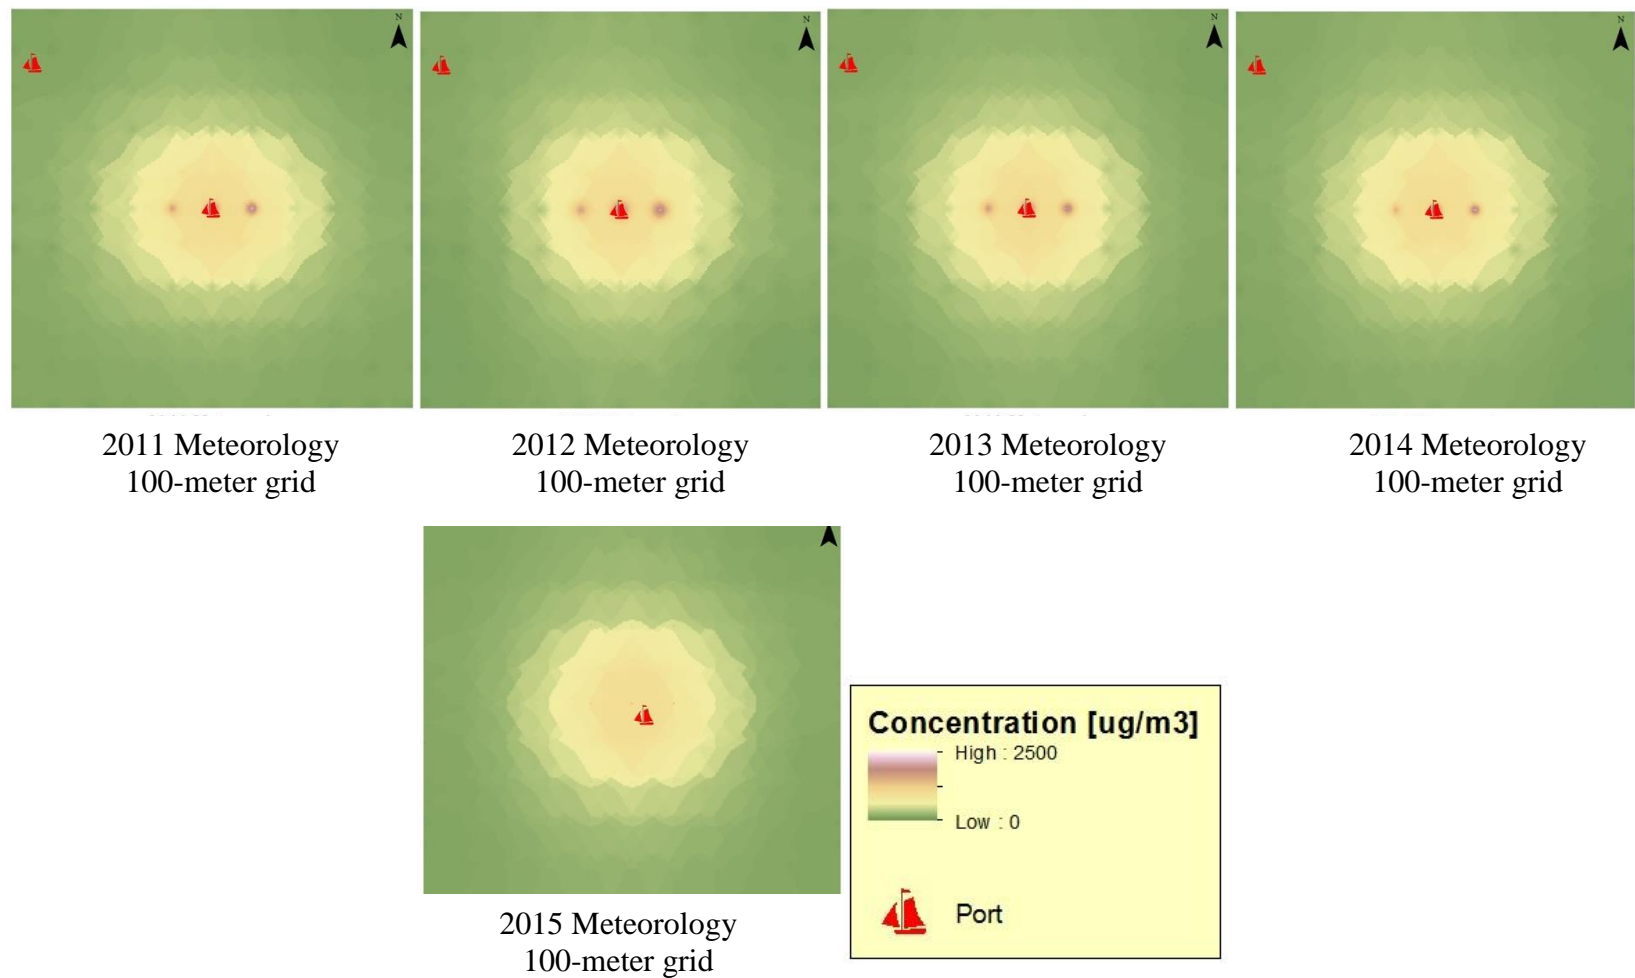 N
N
N
N
2011 Meteorology
100-meter grid
2012 Meteorology
100-meter grid
2013 Meteorology
100-meter grid
2014 Meteorology
100-meter grid
2015 Meteorology
100-meter grid
Concentration [ug/m3]
High : 2500
Low : 0
Port